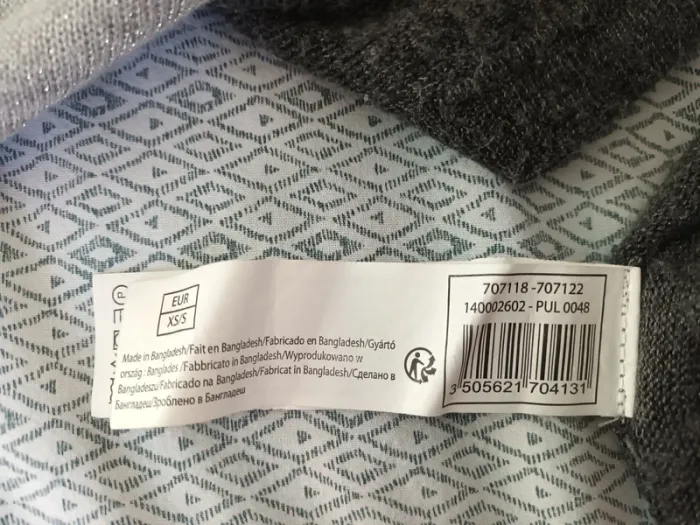 EUR
XS/S
Made in Bangladesh/Fait en Bangladesh/Fabricado en Bangladesh/Gyártó
ország: Banglades/Fabbricato in Bangladesh/Wyprodukowano w
Bangladeszu/Fabricado na Bangladesh/Fabricat in Bangladesh/Сделано в
Бангладеш/Зроблено в Бангладеш
707118 -707122
140002602 - PUL 0048
3 505621 704131